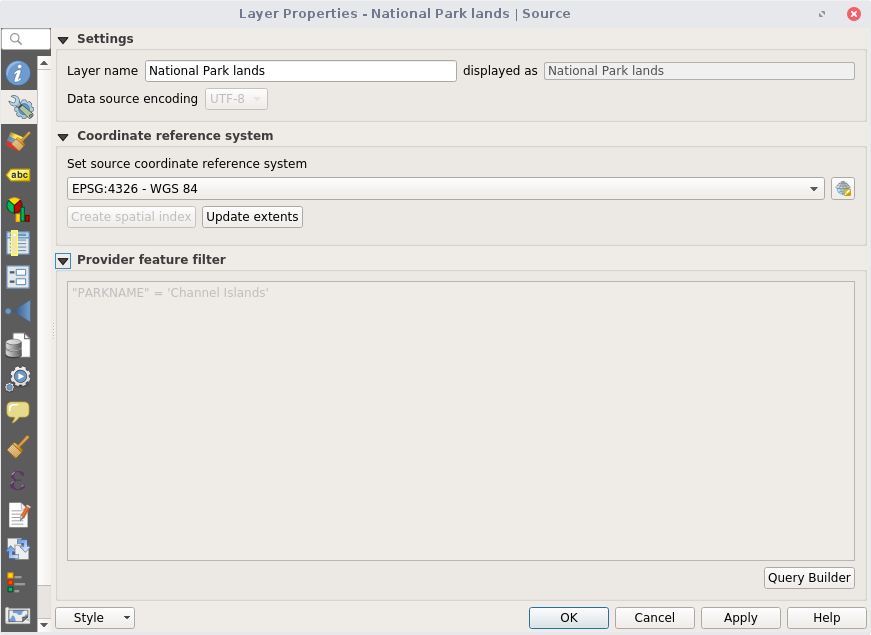 Layer Properties - National Park lands | Source
Settings
Layer name National Park lands displayed as National Park lands
Data source encoding UTF-8
Coordinate reference system
Set source coordinate reference system
EPSG:4326 - WGS 84
Create spatial index Update extents
abc
Provider feature filter
"PARKNAME" = 'Channel Islands'
Query Builder
Style OK Cancel Apply Help